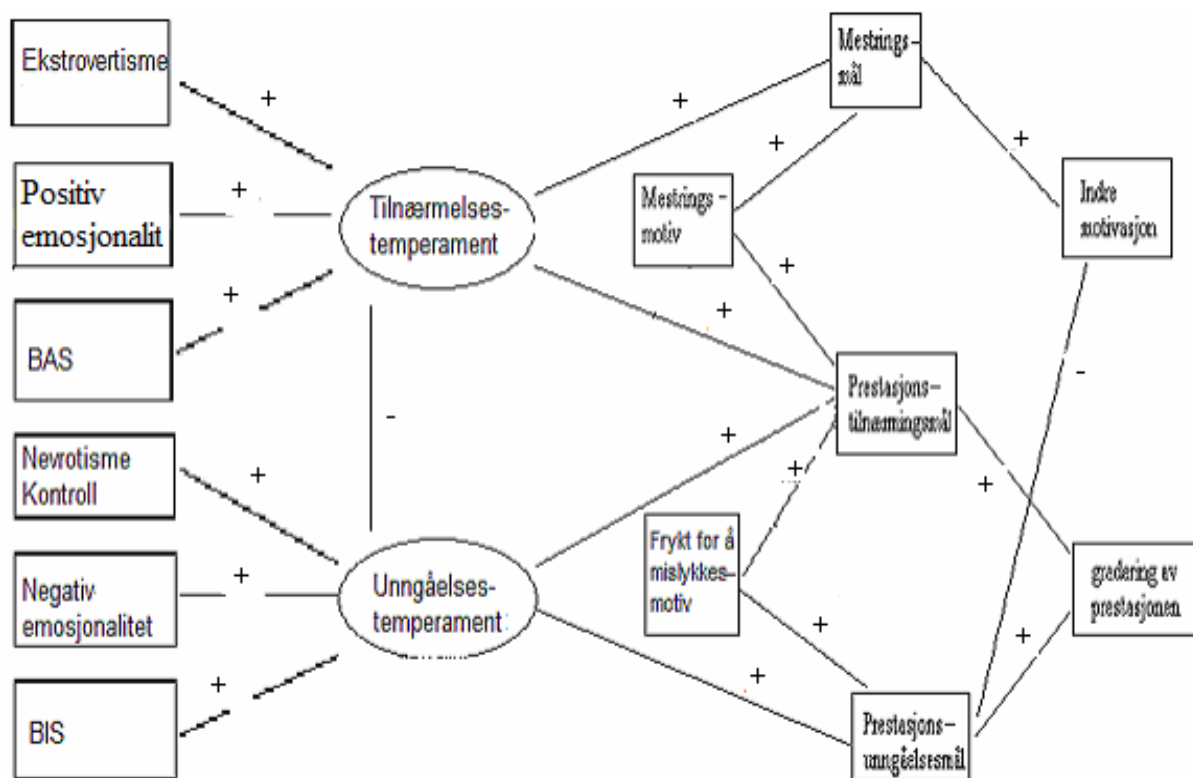 Ekstrovertisme
Positiv
emosjonalit
BAS
Nevrotisme
Kontroll
Negativ
emosjonalitet
BIS
+
+
+
+
+
+
Tilnærmelses-
temperament
-
Unngåelses-
temperament:
+
+
+
+
+
+
+
+
Mestrings
mål
Mestrings –
motiv
Prestasjons–
tilnærmingsmål
Frykt for å
mislykkes–
motiv
Prestasjons–
unngåelsesmål
+
-
+
+
Indre
motivasjon
gradering av
prestasjonen